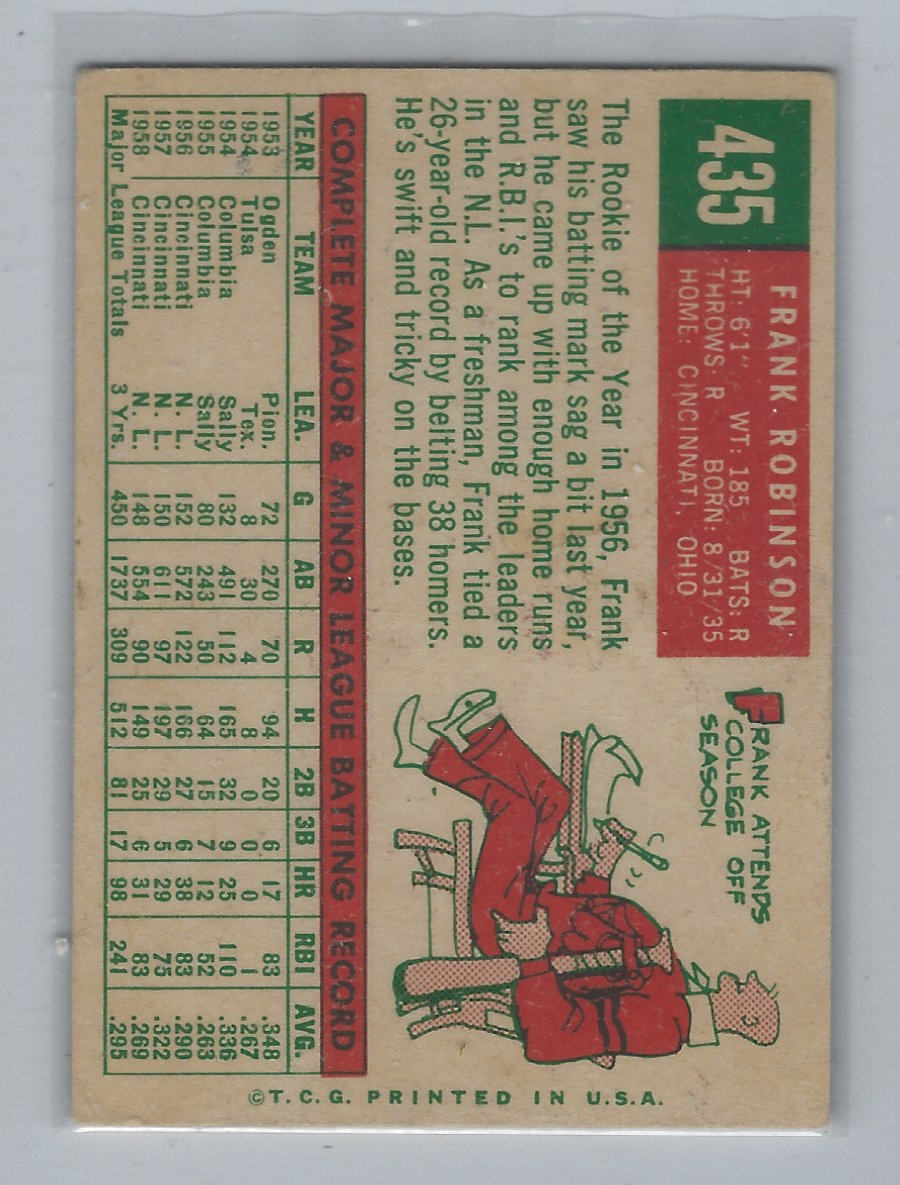 435
FRANK ROBINSON
HT: 6'1" WT: 185 BATS: R
THROWS: R BORN: 8/31/35
HOME: CINCINNATI, OHIO
The Rookie of the Year in 1956, Frank
saw his batting mark sag a bit last year,
but he came up with enough home runs
and R.B.I.'s to rank among the leaders
in the N.L. As a freshman, Frank tied a
26-year-old record by belting 38 homers.
He's swift and tricky on the bases.
FRANK ATTENDS
COLLEGE OFF
SEASON
COMPLETE MAJOR & MINOR LEAGUE BATTING RECORD
YEAR TEAM LEA. G AB R H 2B 3B HR RBI AVG.
1953 Ogden Pion. 72 270 70 94 20 6 17 83 .348
1954 Tulsa Tex. 8 30 4 8 0 0 0 1 .267
1954 Columbia Sally 132 491 112 165 32 9 25 110 .336
1955 Columbia Sally 80 243 50 64 15 7 12 52 .263
1956 Cincinnati N. L. 152 572 122 166 27 6 38 83 .290
1957 Cincinnati N. L. 150 611 97 197 29 5 29 75 .322
1958 Cincinnati N. L. 148 554 90 149 25 6 31 83 .269
Major League Totals 3 Yrs. 450 1737 309 512 81 17 98 241 .295
©T.C.G. PRINTED IN U.S.A.